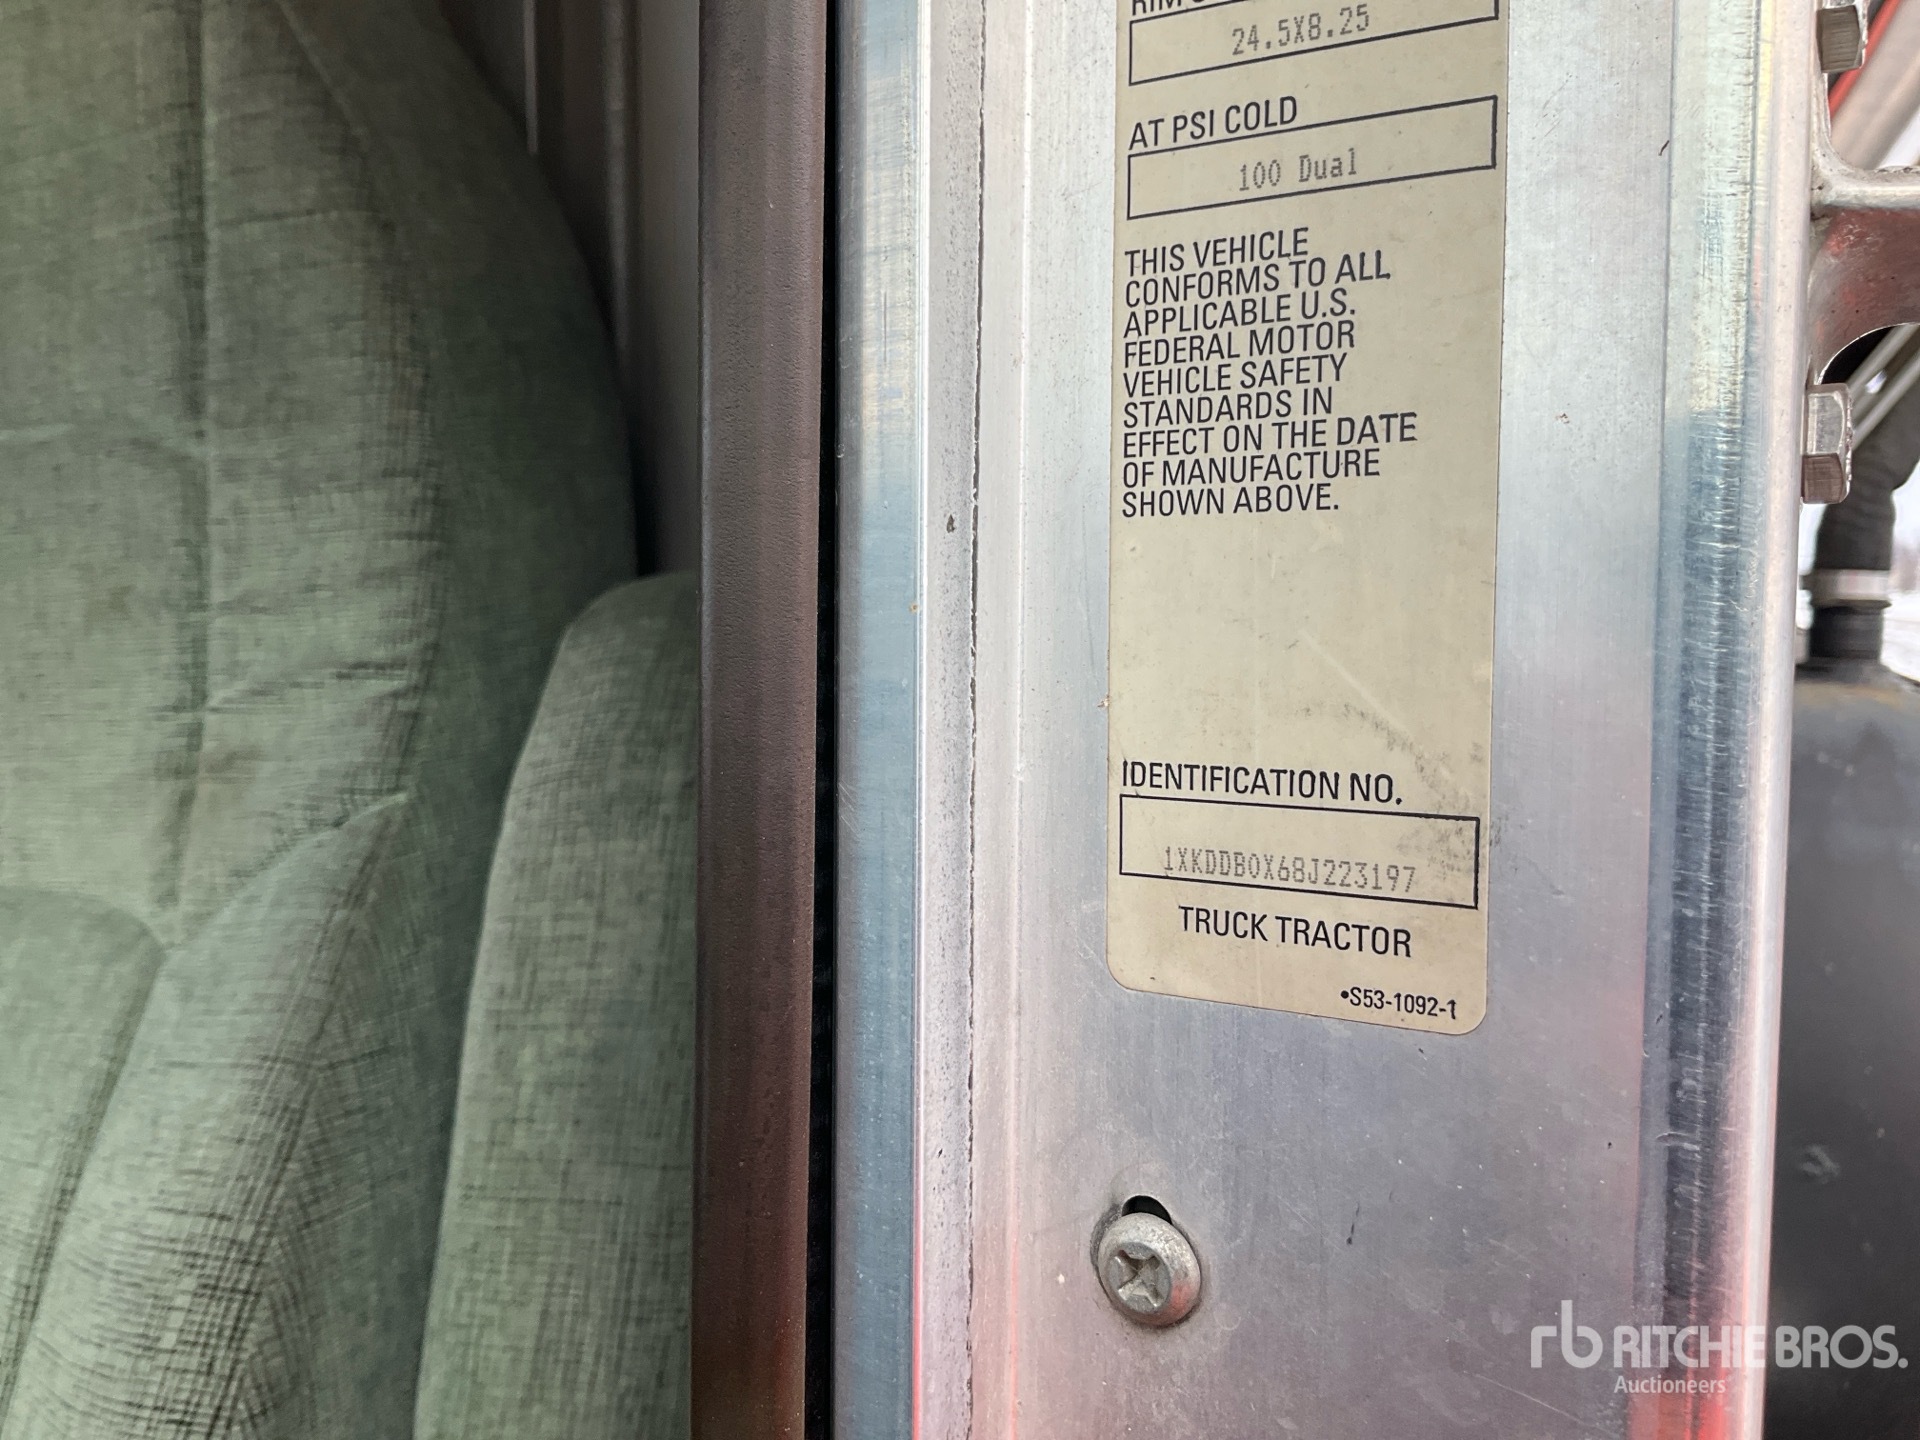 24.5X8.25
AT PSI COLD
100 Dual
THIS VEHICLE
CONFORMS TO ALL
APPLICABLE U.S.
FEDERAL MOTOR
VEHICLE SAFETY
STANDARDS IN
EFFECT ON THE DATE
OF MANUFACTURE
SHOWN ABOVE.
IDENTIFICATION NO.
1XKDDB0X68J223197
TRUCK TRACTOR
•S53-1092-1
rb RITCHIE BROS.
Auctioneers